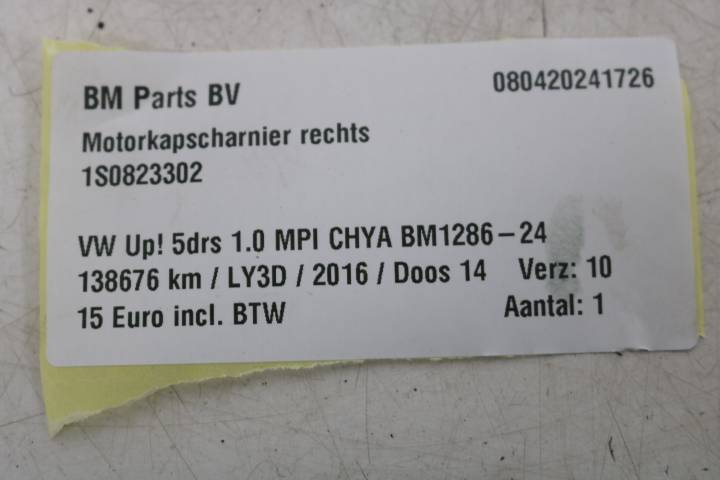 BM Parts BV 080420241726
Motorkapscharnier rechts
1S0823302
VW Up! 5drs 1.0 MPI CHYA BM1286-24
138676 km / LY3D / 2016 / Doos 14 Verz: 10
15 Euro incl. BTW Aantal: 1